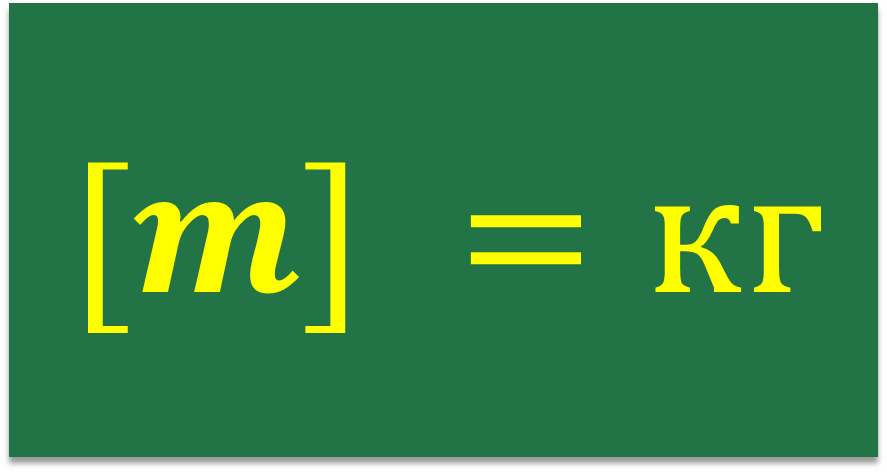 [m] = кг